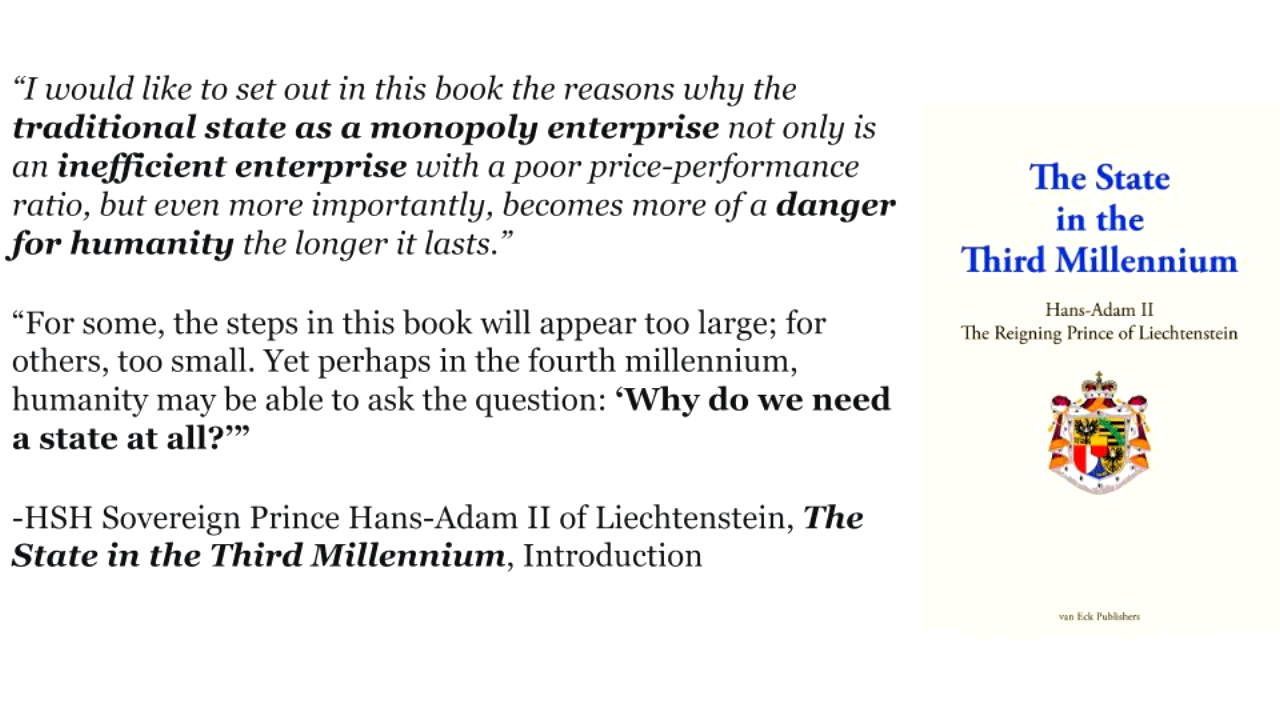 “I would like to set out in this book the reasons why the
traditional state as a monopoly enterprise not only is
an inefficient enterprise with a poor price-performance
ratio, but even more importantly, becomes more of a danger
for humanity the longer it lasts.”
“For some, the steps in this book will appear too large; for
others, too small. Yet perhaps in the fourth millennium,
humanity may be able to ask the question: ‘Why do we need
a state at all?’”
-HSH Sovereign Prince Hans-Adam II of Liechtenstein, The
State in the Third Millennium, Introduction
The State
in the
Third Millennium
Hans-Adam II
The Reigning Prince of Liechtenstein
van Eck Publishers